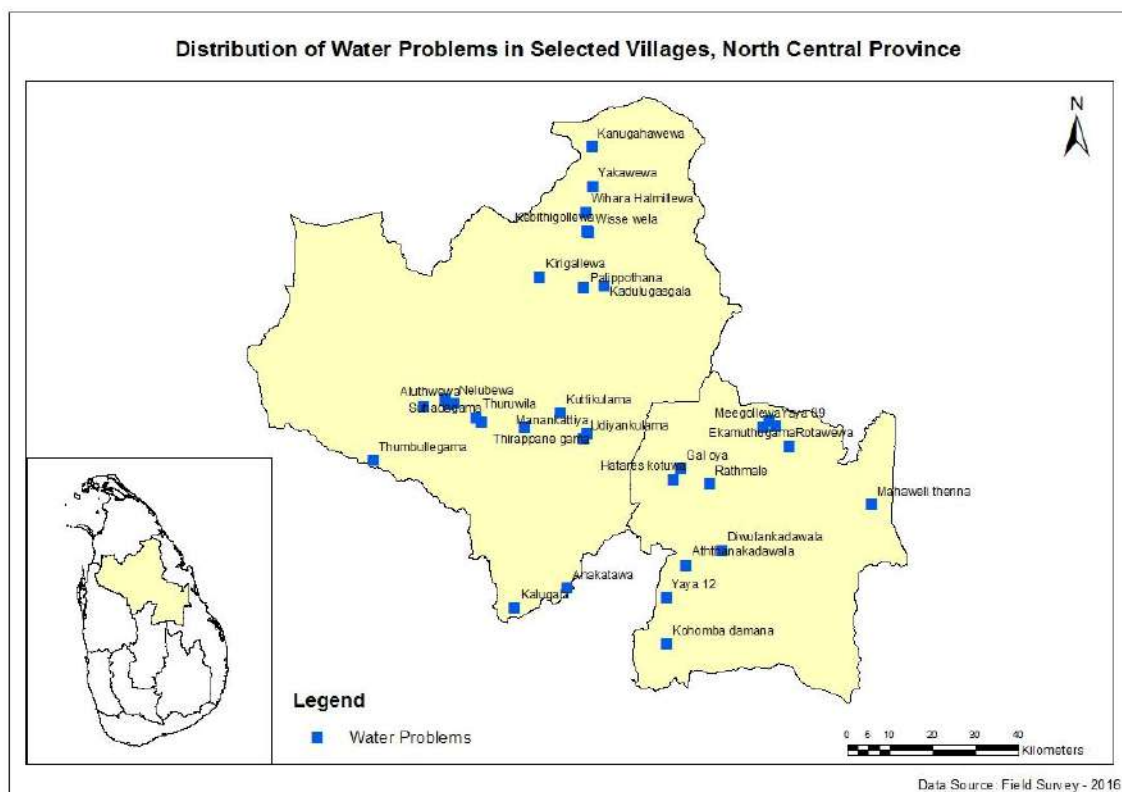 Distribution of Water Problems in Selected Villages, North Central Province
N
Kanugahawewa
Yakawewa
Wihara Halmillewa
Kebithigollewa Wisse wela
Kirigallewa
Palippothana
Kadulugasgala
Aluthwewa Nelubewa
Thuruwila
Kuttikulama
Manankattiya
Udiyankulama
Thirappane gama
Thumbullegama
Meegollewa Yaya 69
Ekamuthugama Rotawewa
Gal oya
Hatares kotuwa
Rathmale
Mahaweli thenna
Diwulankadawala
Aththanakadawala
Anakatawa
Yaya 12
Kalugala
Kohomba damana
Legend
Water Problems
0 5 10 20 30 40
Kilometers
Data Source: Field Survey - 2016